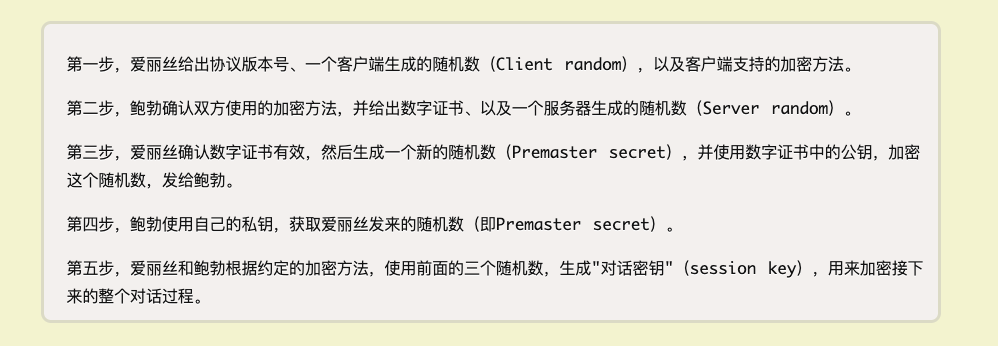 第一步，爱丽丝给出协议版本号、一个客户端生成的随机数（Client random），以及客户端支持的加密方法。
第二步，鲍勃确认双方使用的加密方法，并给出数字证书、以及一个服务器生成的随机数（Server random）。
第三步，爱丽丝确认数字证书有效，然后生成一个新的随机数（Premaster secret），并使用数字证书中的公钥，加密
这个随机数，发给鲍勃。
第四步，鲍勃使用自己的私钥，获取爱丽丝发来的随机数（即Premaster secret）。
第五步，爱丽丝和鲍勃根据约定的加密方法，使用前面的三个随机数，生成"对话密钥"（session key），用来加密接下
来的整个对话过程。